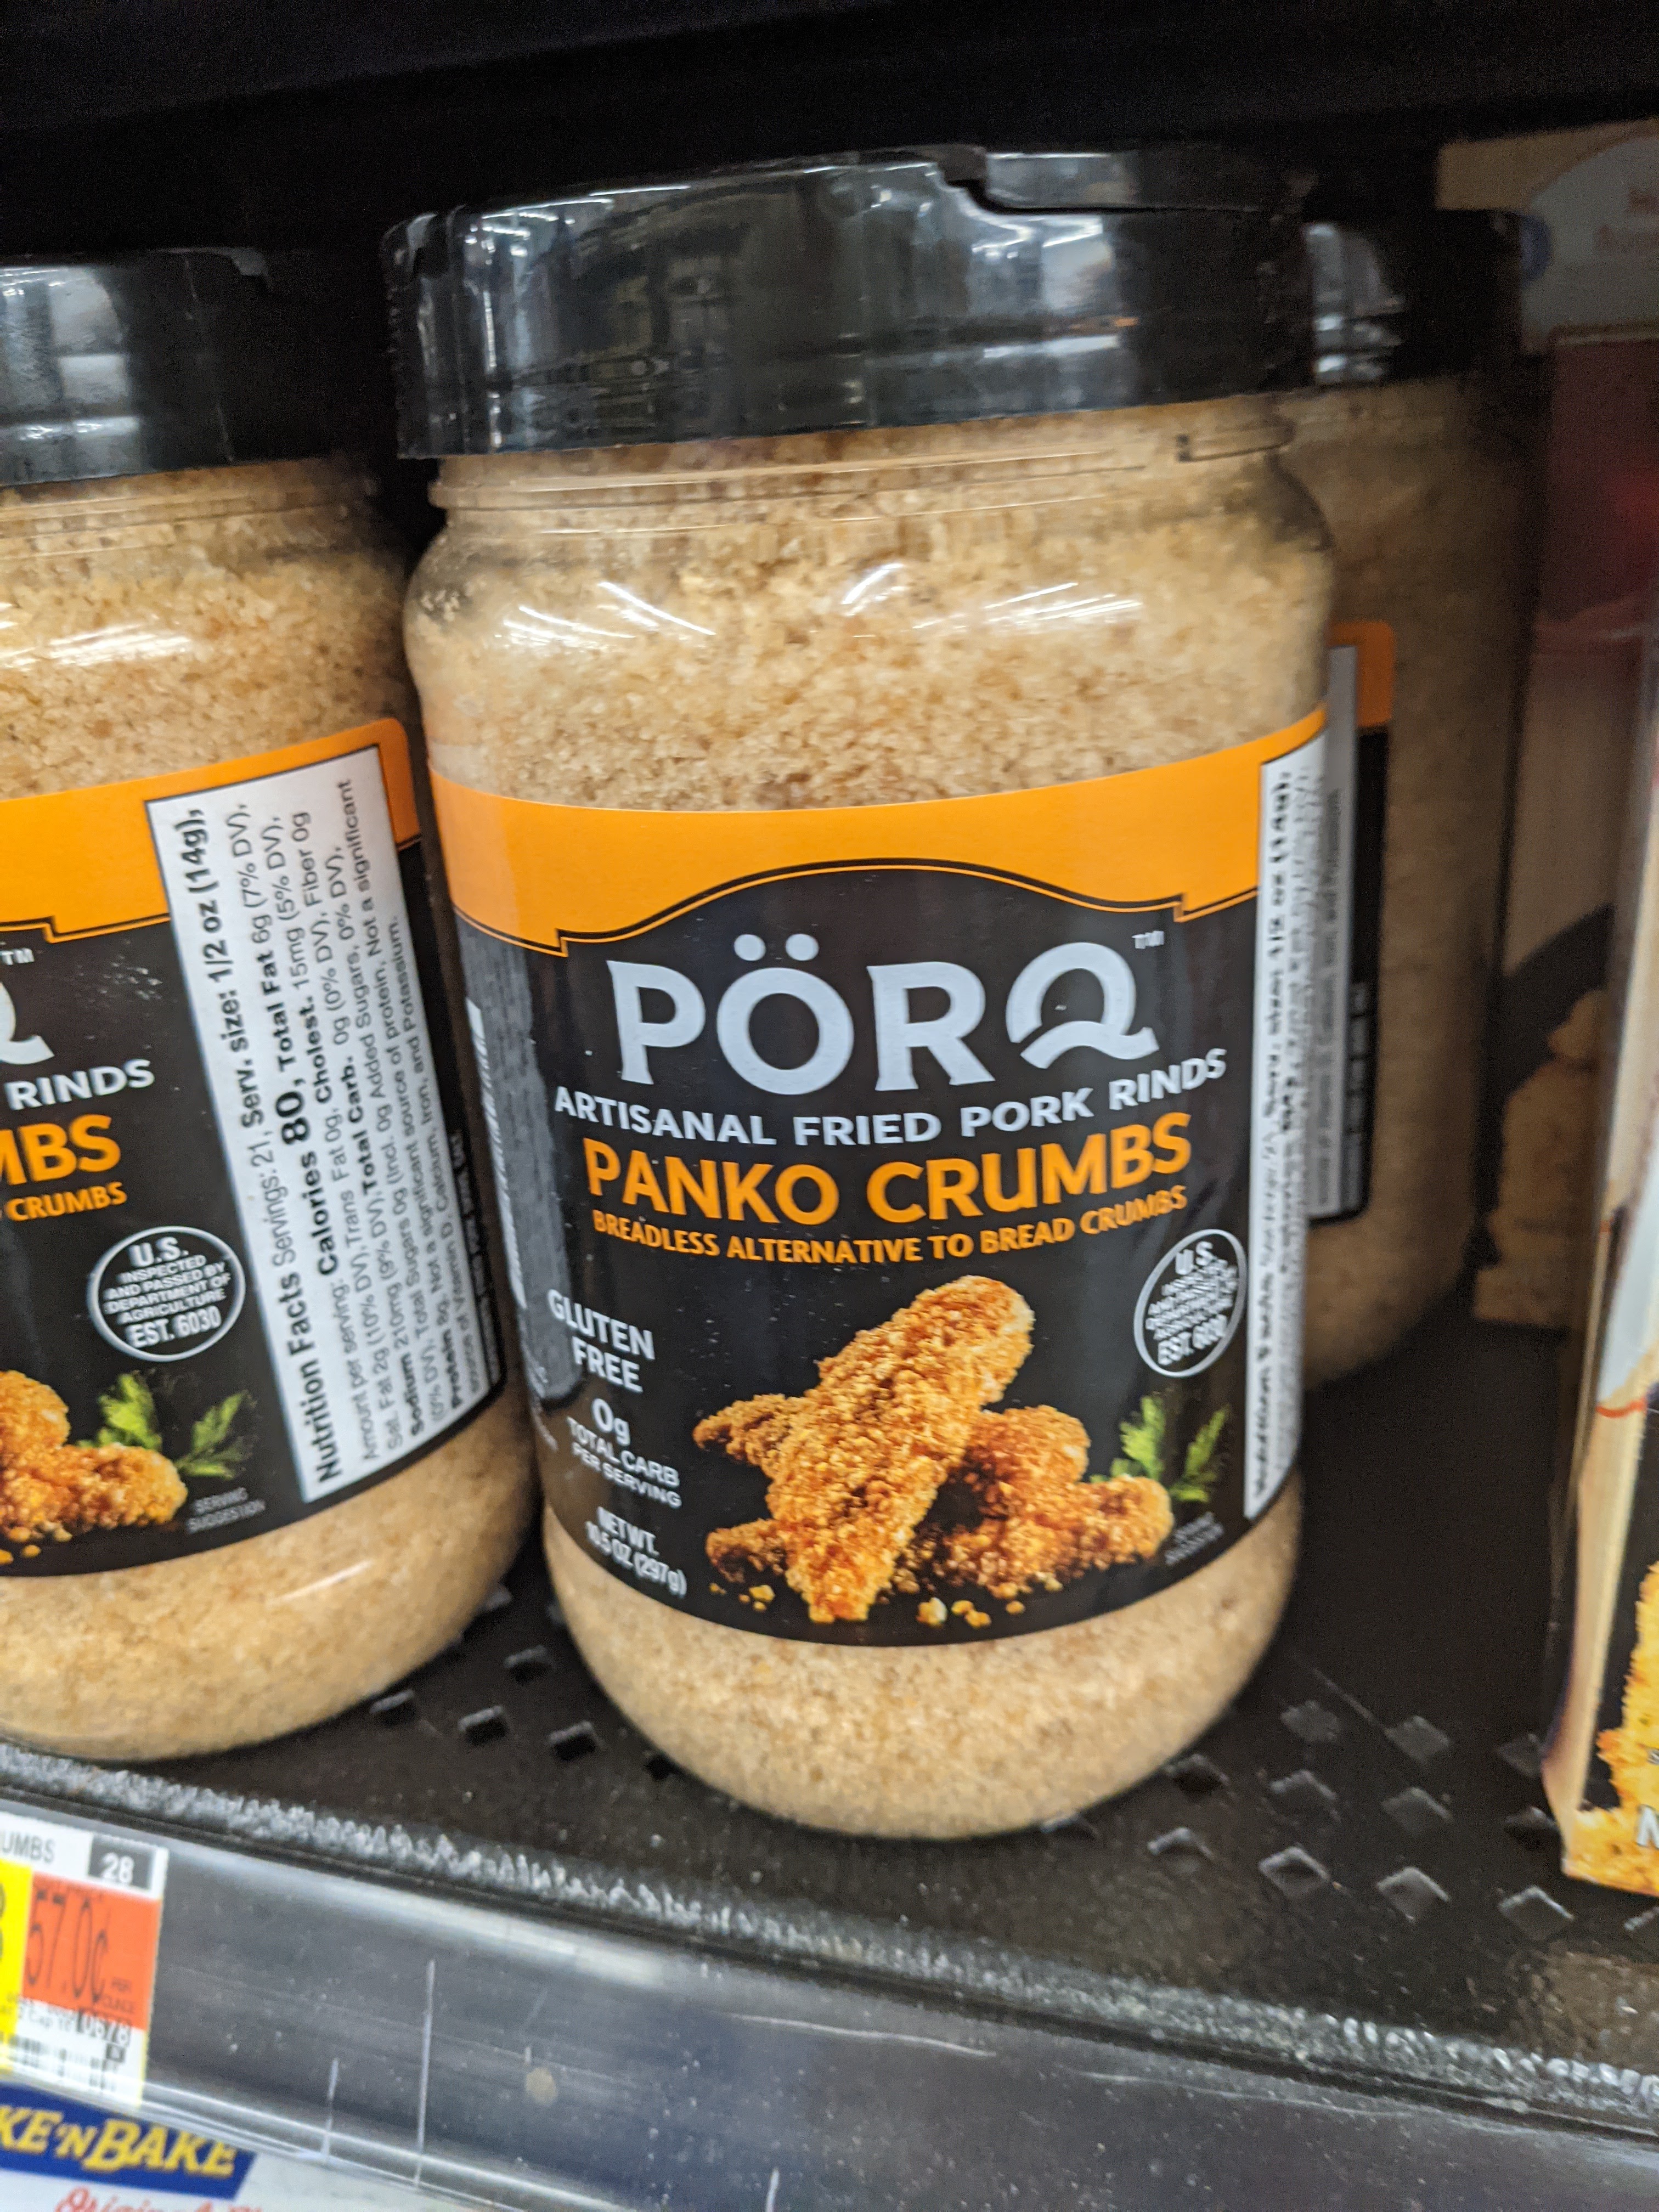 PÖRQ™
ARTISANAL FRIED PORK RINDS
PANKO CRUMBS
BREADLESS ALTERNATIVE TO BREAD CRUMBS
GLUTEN
FREE
0g
TOTAL CARB
PER SERVING
NET WT.
10.5 OZ (297g)
U.S.
EST. 6030
TM
RINDS
MBS
CRUMBS
U.S.
INSPECTED
AND PASSED BY
DEPARTMENT OF
AGRICULTURE
EST. 6030
SERVING
SUGGESTION
Nutrition Facts Servings: 21, Serv. size: 1/2 oz (14g),
Amount per serving: Calories 80, Total Fat 6g (7% DV),
Sat. Fat 2g (10% DV), Trans Fat 0g, Cholest. 15mg (5% DV),
Sodium 210mg (9% DV), Total Carb. 0g (0% DV), Fiber 0g
(0% DV), Total Sugars 0g (Incl. 0g Added Sugars, 0% DV),
Protein 8g. Not a significant source of protein, Not a significant
source of Vitamin D, Calcium, Iron, and Potassium.
UMBS
28
57.0¢
PER
OUNCE
KE 'N BAKE